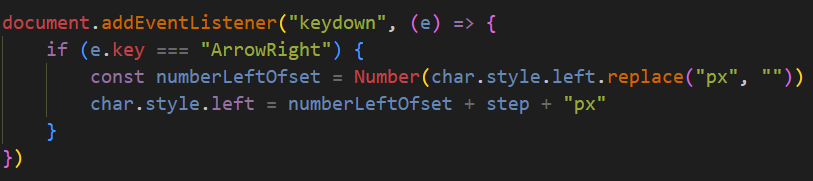 document.addEventListener("keydown", (e) => {
    if (e.key === "ArrowRight") {
        const numberLeftOfset = Number(char.style.left.replace("px", ""))
        char.style.left = numberLeftOfset + step + "px"
    }
})